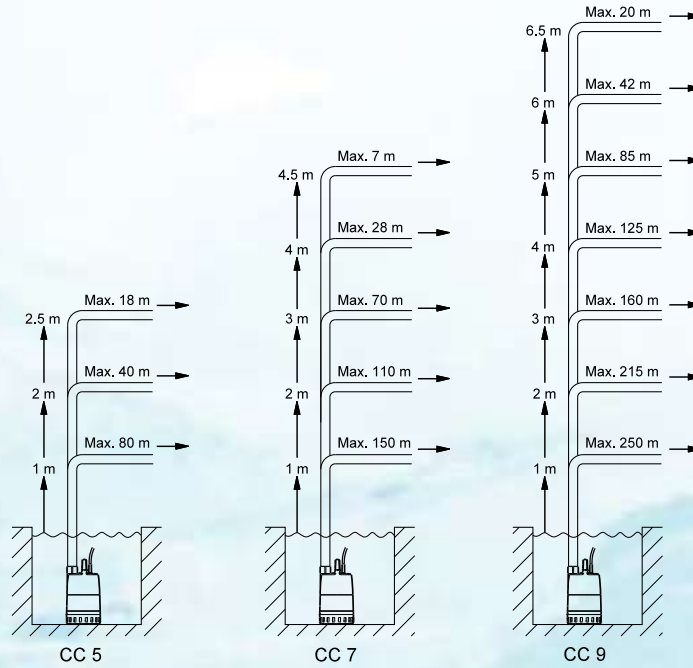 Max. 18 m
2.5 m
Max. 40 m
2 m
Max. 80 m
1 m
CC 5
Max. 7 m
4.5 m
Max. 28 m
4 m
Max. 70 m
3 m
Max. 110 m
2 m
Max. 150 m
1 m
CC 7
Max. 20 m
6.5 m
Max. 42 m
6 m
Max. 85 m
5 m
Max. 125 m
4 m
Max. 160 m
3 m
Max. 215 m
2 m
Max. 250 m
1 m
CC 9